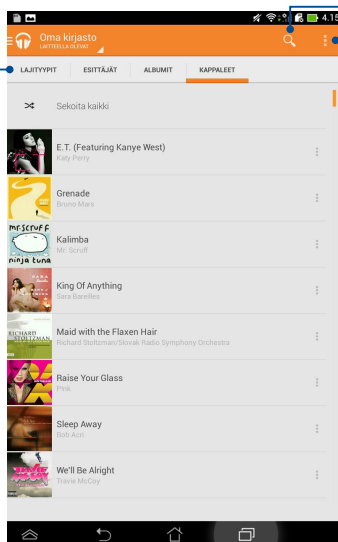 4.15
Oma kirjasto
LAITTEELLA OLEVAT
LAJITYYPIT ESITTÄJÄT ALBUMIT KAPPALEET
Sekoita kaikki
E.T. (Featuring Kanye West)
Katy Perry
Grenade
Bruno Mars
mr.scruff
ninja tuna
Kalimba
Mr. Scruff
King Of Anything
Sara Bareilles
RICHARD
STOLTZMAN
Maid with the Flaxen Hair
Richard Stoltzman/Slovak Radio Symphony Orchestra
Raise Your Glass
P!nk
Sleep Away
Bob Acri
We'll Be Alright
Travie McCoy